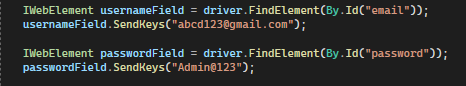 IWebElement usernameField = driver.FindElement(By.Id("email"));
usernameField.SendKeys("abcd123@gmail.com");
IWebElement passwordField = driver.FindElement(By.Id("password"));
passwordField.SendKeys("Admin@123");